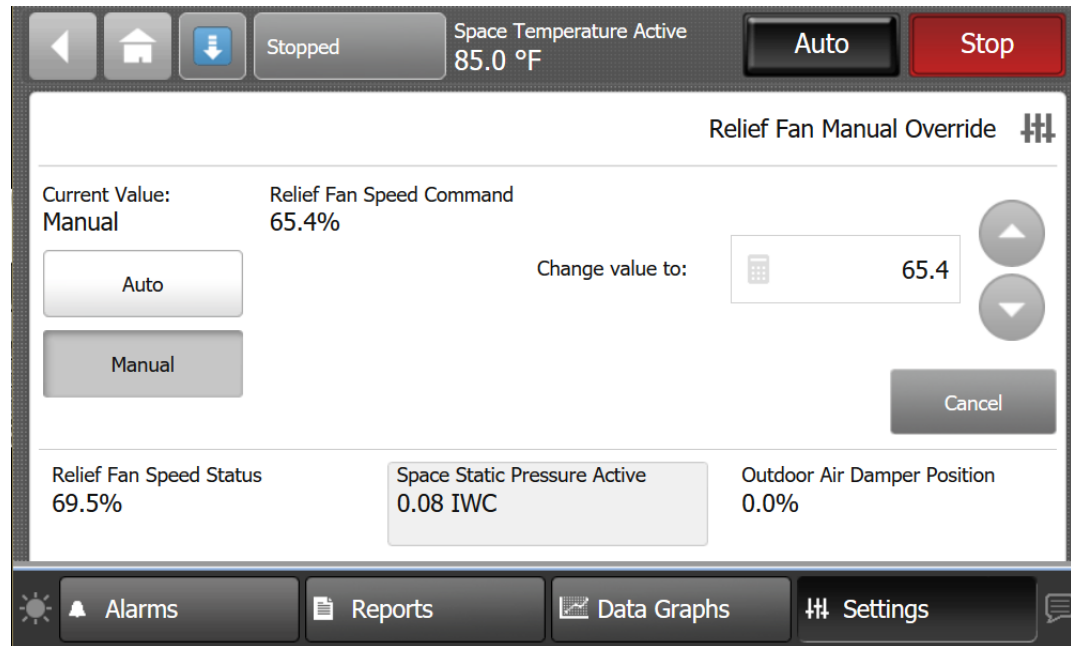 Stopped
Space Temperature Active
85.0 °F
Auto
Stop
Relief Fan Manual Override
Current Value:
Manual
Relief Fan Speed Command
65.4%
Auto
Change value to:
65.4
Manual
Cancel
Relief Fan Speed Status
69.5%
Space Static Pressure Active
0.08 IWC
Outdoor Air Damper Position
0.0%
Alarms
Reports
Data Graphs
Settings